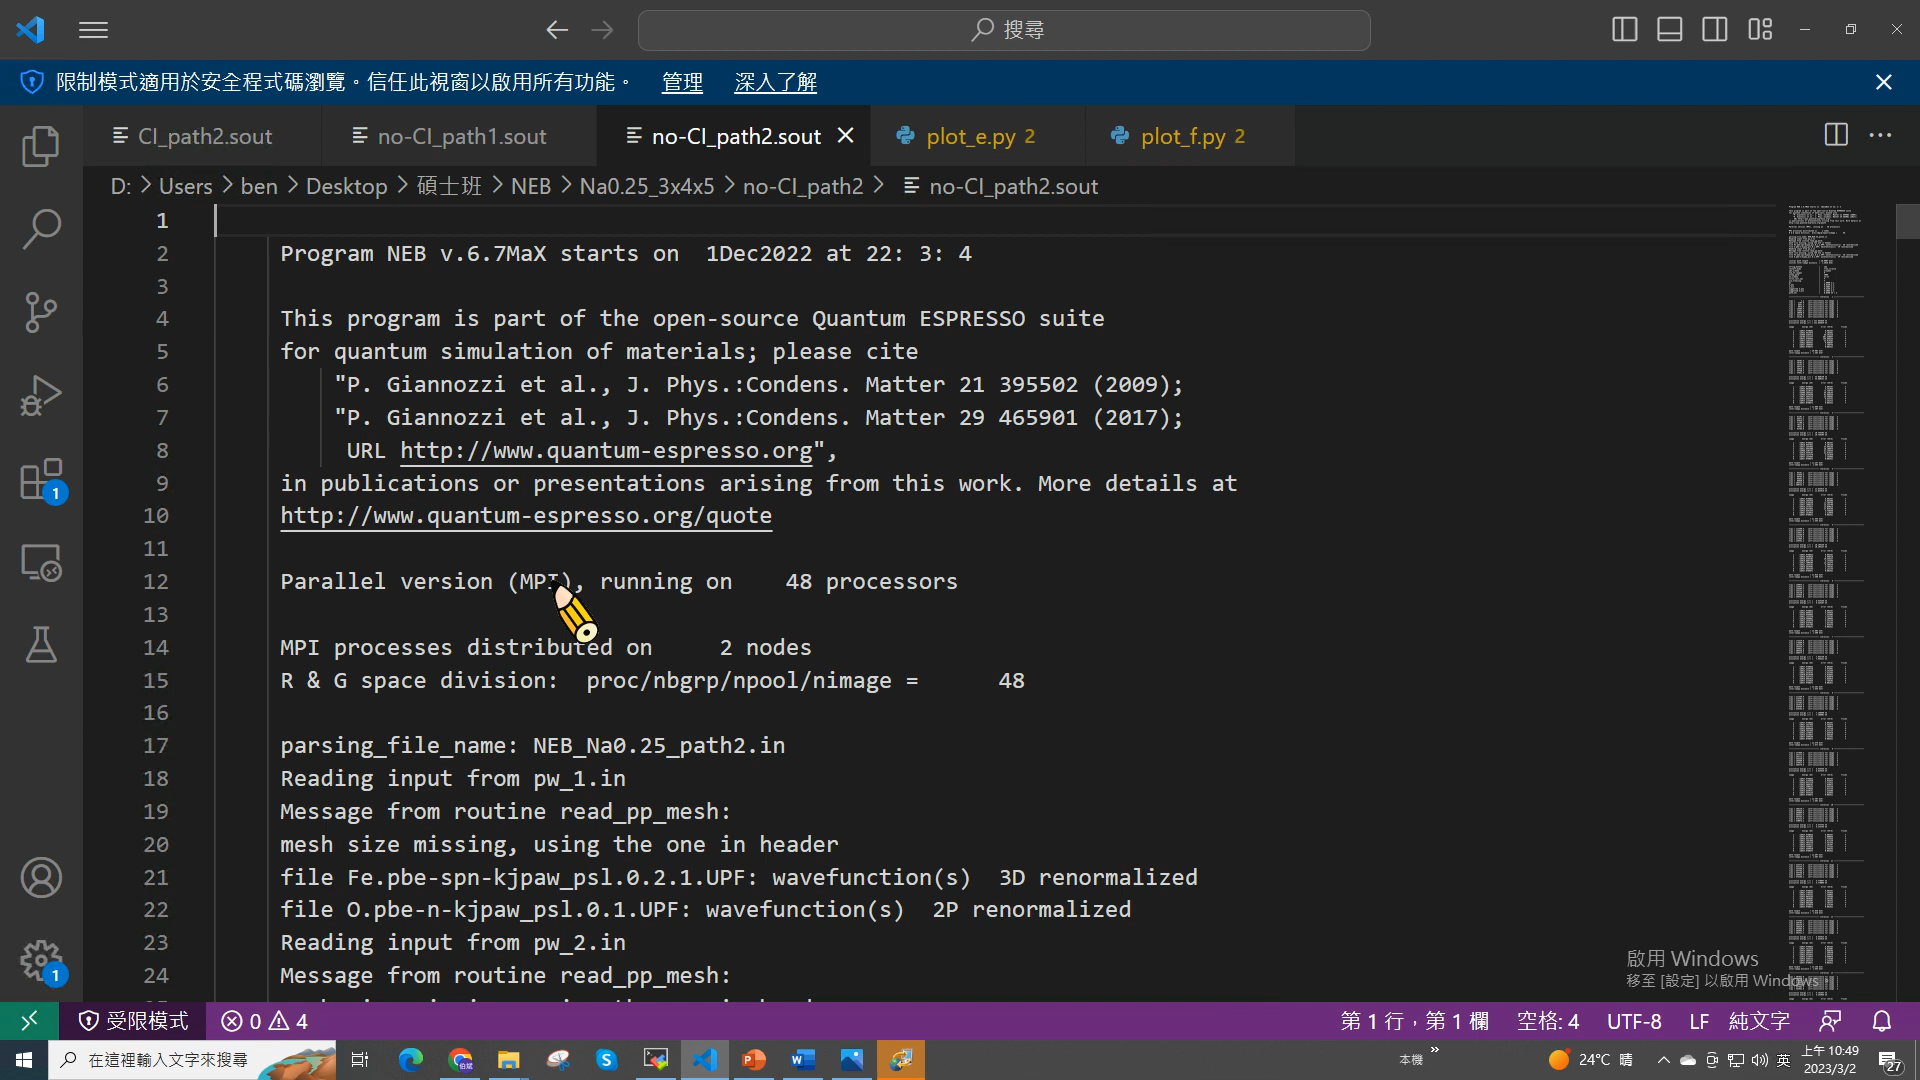 搜尋
限制模式適用於安全程式碼瀏覽。信任此視窗以啟用所有功能。 管理 深入了解
CI_path2.sout no-CI_path1.sout no-CI_path2.sout plot_e.py 2 plot_f.py 2
D: > Users > ben > Desktop > 碩士班 > NEB > Na0.25_3x4x5 > no-CI_path2 > no-CI_path2.sout
1
2 Program NEB v.6.7MaX starts on  1Dec2022 at 22: 3: 4
3
4 This program is part of the open-source Quantum ESPRESSO suite
5 for quantum simulation of materials; please cite
6 "P. Giannozzi et al., J. Phys.:Condens. Matter 21 395502 (2009);
7 "P. Giannozzi et al., J. Phys.:Condens. Matter 29 465901 (2017);
8 URL http://www.quantum-espresso.org",
9 in publications or presentations arising from this work. More details at
10 http://www.quantum-espresso.org/quote
11
12 Parallel version (MPI), running on    48 processors
13
14 MPI processes distributed on     2 nodes
15 R & G space division:  proc/nbgrp/npool/nimage =      48
16
17 parsing_file_name: NEB_Na0.25_path2.in
18 Reading input from pw_1.in
19 Message from routine read_pp_mesh:
20 mesh size missing, using the one in header
21 file Fe.pbe-spn-kjpaw_psl.0.2.1.UPF: wavefunction(s)  3D renormalized
22 file O.pbe-n-kjpaw_psl.0.1.UPF: wavefunction(s)  2P renormalized
23 Reading input from pw_2.in
24 Message from routine read_pp_mesh:
1
1
啟用 Windows
移至 [設定] 以啟用 Windows
受限模式 0 4 第 1 行，第 1 欄 空格: 4 UTF-8 LF 純文字
在這裡輸入文字來搜尋 本機 » 24°C 晴 英 上午 10:49
2023/3/2 27